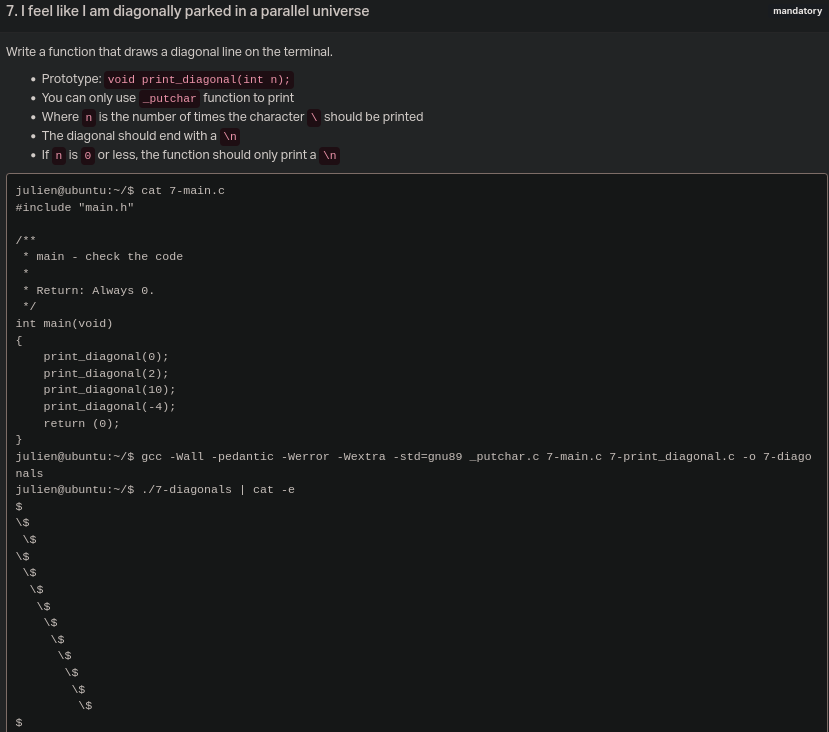 7. I feel like I am diagonally parked in a parallel universe
mandatory
Write a function that draws a diagonal line on the terminal.
• Prototype: void print_diagonal(int n);
• You can only use _putchar function to print
• Where n is the number of times the character \ should be printed
• The diagonal should end with a \n
• If n is 0 or less, the function should only print a \n
julien@ubuntu:~/$ cat 7-main.c
#include "main.h"

/**
 * main - check the code
 *
 * Return: Always 0.
 */
int main(void)
{
    print_diagonal(0);
    print_diagonal(2);
    print_diagonal(10);
    print_diagonal(-4);
    return (0);
}
julien@ubuntu:~/$ gcc -Wall -pedantic -Werror -Wextra -std=gnu89 _putchar.c 7-main.c 7-print_diagonal.c -o 7-diago
nals
julien@ubuntu:~/$ ./7-diagonals | cat -e
$
\$
 \$
\$
 \$
  \$
   \$
    \$
     \$
      \$
       \$
        \$
         \$
$